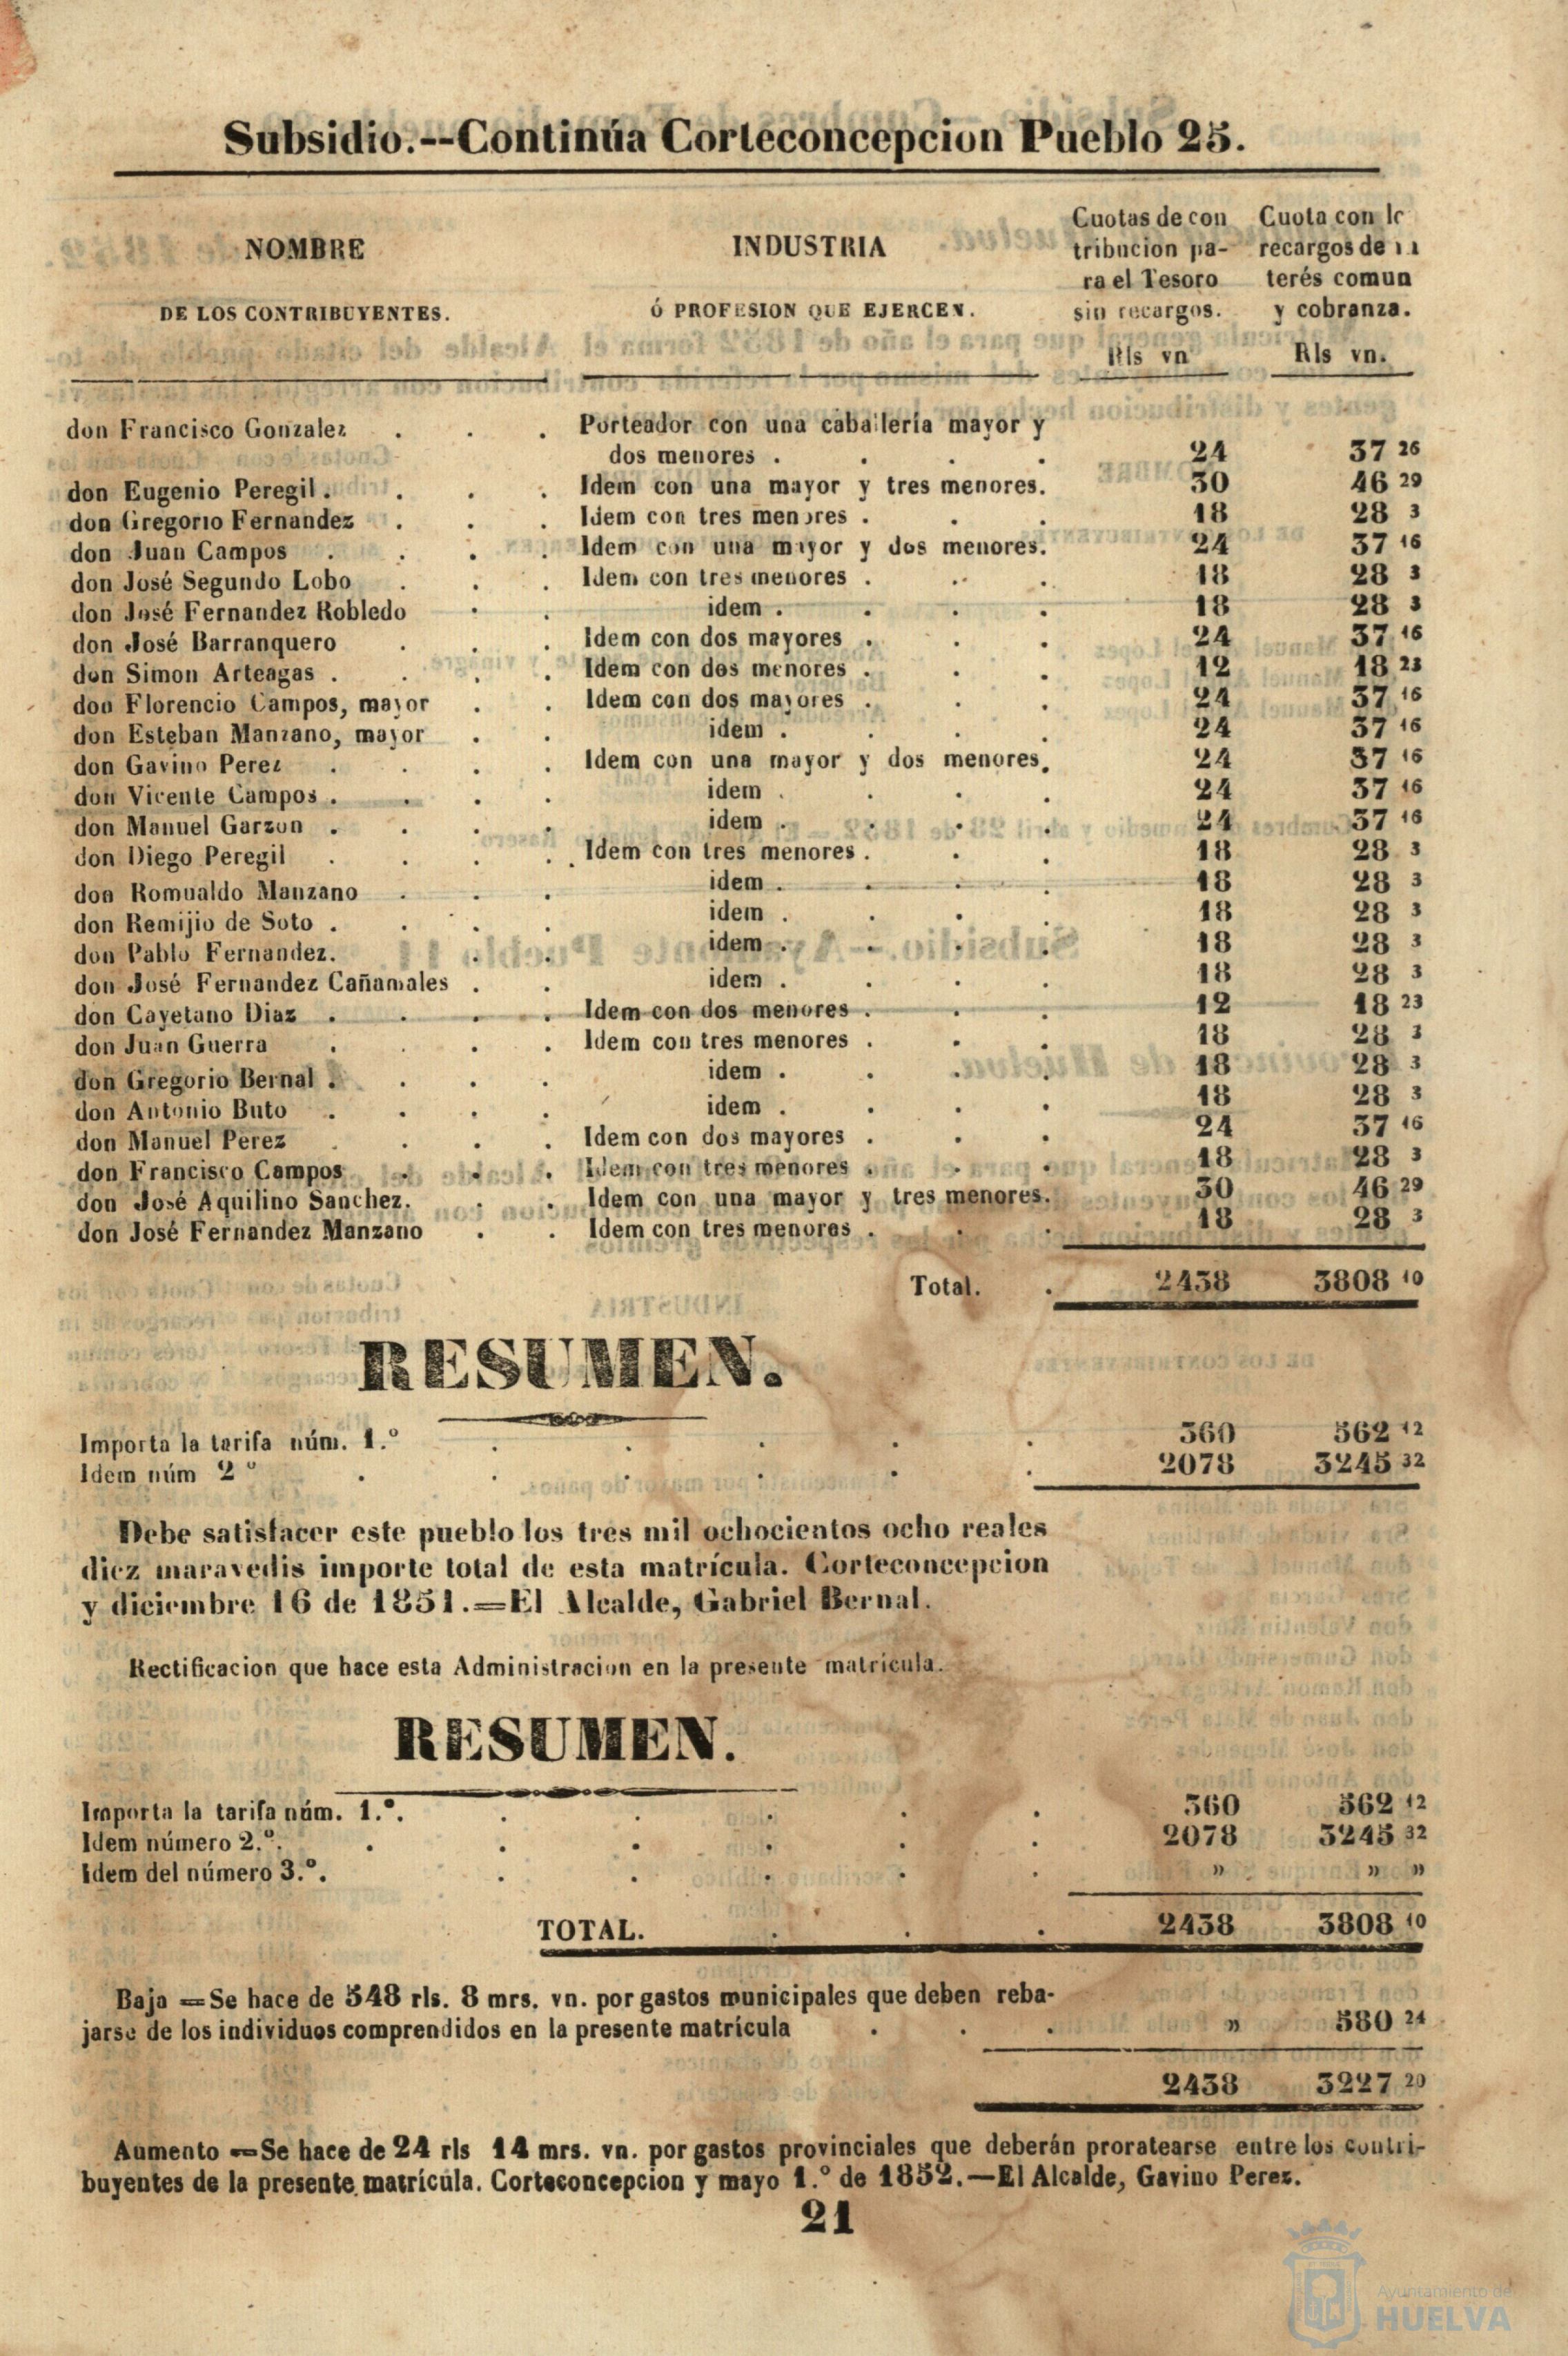 Subsidio.--Continúa Corteconcepcion Pueblo 25.
NOMBRE
DE LOS CONTRIBUYENTES.
INDUSTRIA
Ó PROFESION QUE EJERCEN.
Cuotas de con
tribucion pa-
ra el Tesoro
sin recargos.
Rls vn
Cuota con lc
recargos de
terés comun
y cobranza.
Rls vn.
don Francisco Gonzalez . . . Porteador con una caballería mayor y
dos menores . . . . 24 37 26
don Eugenio Peregil . . . . Idem con una mayor y tres menores. 30 46 29
don Gregorio Fernandez . . . Idem con tres menores . . . 18 28 3
don Juan Campos . . . . Idem con una mayor y dos menores. 24 37 16
don José Segundo Lobo . . . Idem con tres menores . . . 18 28 3
don José Fernandez Robledo . . idem . . . . 18 28 3
don José Barranquero . . . Idem con dos mayores . . . 24 37 16
don Simon Arteagas . . . . Idem con dos menores . . . 12 18 23
don Florencio Campos, mayor . . Idem con dos mayores . . . 24 37 16
don Esteban Manzano, mayor . . idem . . . . 24 37 16
don Gavino Perez . . . . Idem con una mayor y dos menores. 24 37 16
don Vicente Campos . . . . idem . . . . 24 37 16
don Manuel Garzon . . . . idem . . . . 24 37 16
don Diego Peregil . . . . Idem con tres menores . . . 18 28 3
don Romualdo Manzano . . . idem . . . . 18 28 3
don Remijio de Soto . . . . idem . . . . 18 28 3
don Pablo Fernandez. . . idem . . . . 18 28 3
don José Fernandez Cañamales . . idem . . . . 18 28 3
don Cayetano Diaz . . . . Idem con dos menores . . . 12 18 23
don Juan Guerra . . . . Idem con tres menores . . . 18 28 3
don Gregorio Bernal . . . . idem . . . . 18 28 3
don Antonio Buto . . . . idem . . . . 18 28 3
don Manuel Perez . . . . Idem con dos mayores . . . 24 37 16
don Francisco Campos . . . Idem con tres menores . . . 18 28 3
don José Aquilino Sanchez. . . Idem con una mayor y tres menores. 30 46 29
don José Fernandez Manzano . . Idem con tres menores . . . 18 28 3
Total. . 2438 3808 10
RESUMEN.
Importa la tarifa núm. 1.º . . . . . 360 562 12
Idem núm 2 º . . . . . . 2078 3245 32
Debe satisfacer este pueblo los tres mil ochocientos ocho reales
diez maravedis importe total de esta matrícula. Corteconcepcion
y diciembre 16 de 1851.=El Alcalde, Gabriel Bernal.
Rectificacion que hace esta Administracion en la presente matrícula.
RESUMEN.
Importa la tarifa núm. 1.º. . . . . . 360 562 12
Idem número 2.º. . . . . . . 2078 3245 32
Idem del número 3.º. . . . . . » » »
TOTAL. . . . 2438 3808 10
Baja =Se hace de 548 rls. 8 mrs. vn. por gastos municipales que deben reba-
jarse de los individuos comprendidos en la presente matrícula . . . » 580 24
2438 3227 20
Aumento =Se hace de 24 rls 14 mrs. vn. por gastos provinciales que deberán proratearse entre los contri-
buyentes de la presente matrícula. Corteconcepcion y mayo 1.º de 1852.—El Alcalde, Gavino Perez.
21
Ayuntamiento de
HUELVA